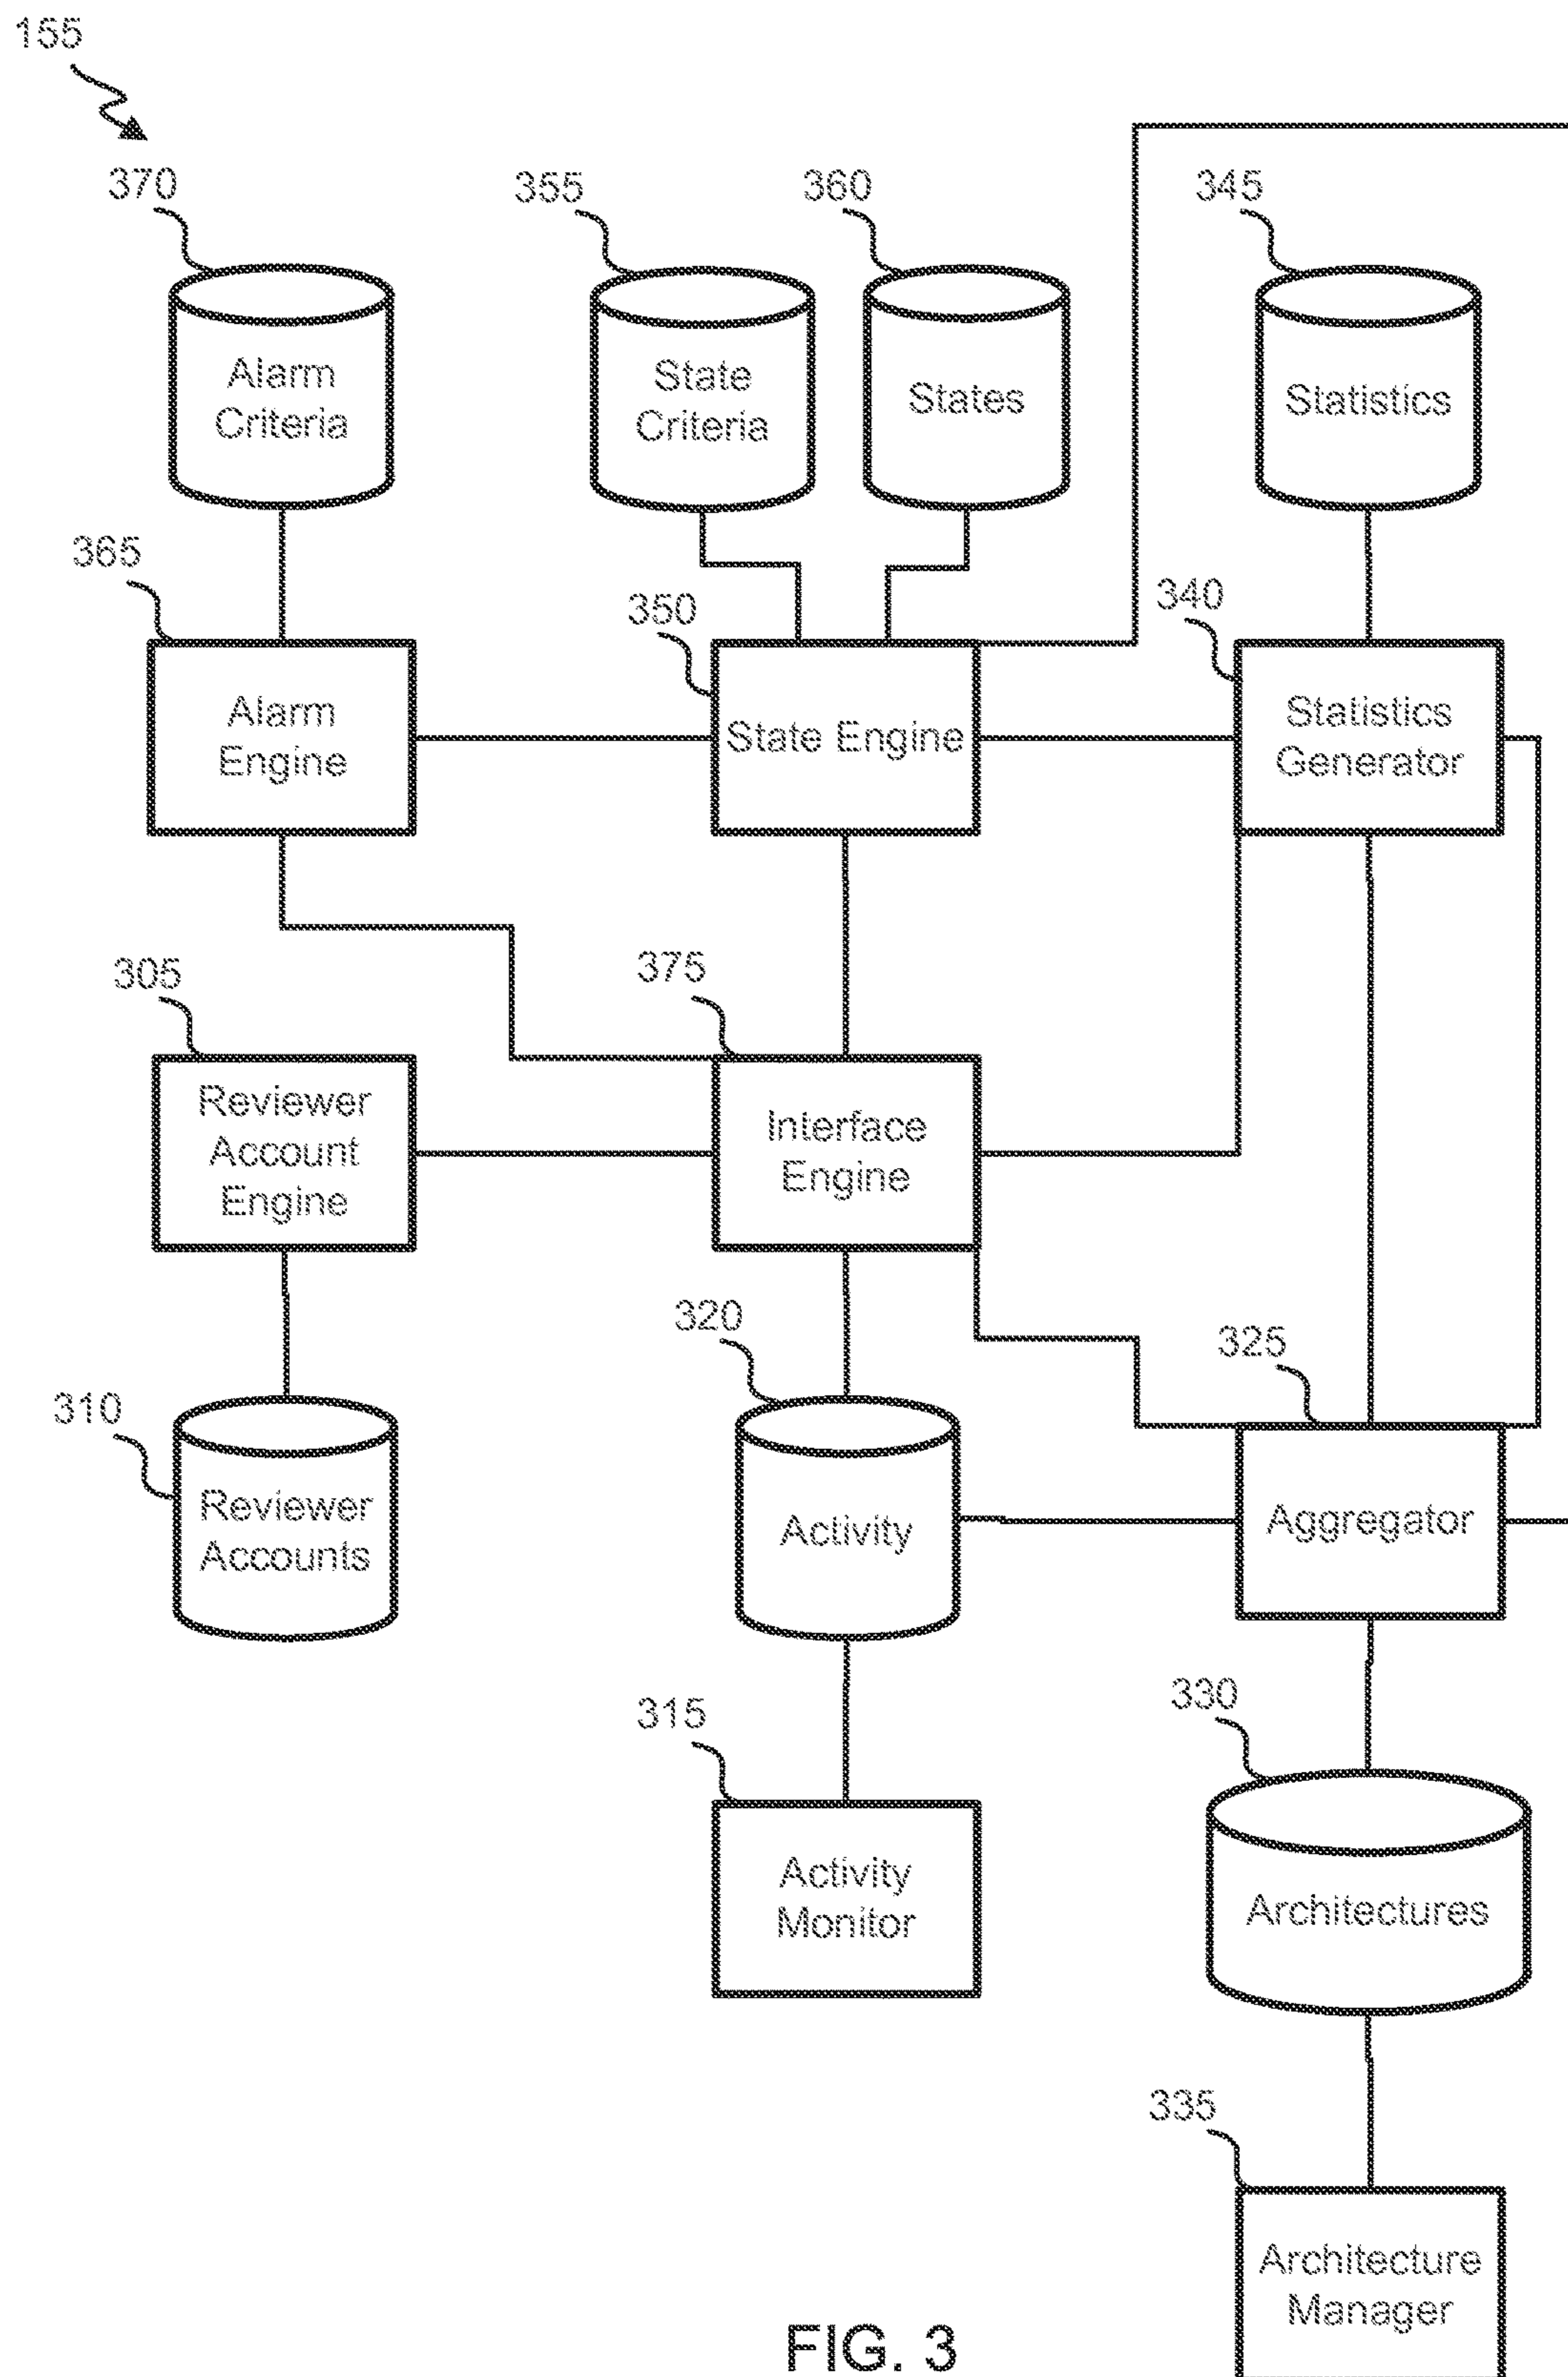 155
370
355
360
345
Alarm
Criteria
State
Criteria
States
Statistics
365
350
340
Alarm
Engine
State Engine
Statistics
Generator
305
375
Reviewer
Account
Engine
Interface
Engine
320
325
310
Reviewer
Accounts
Activity
Aggregator
315
330
Activity
Monitor
Architectures
335
Architecture
Manager
FIG. 3